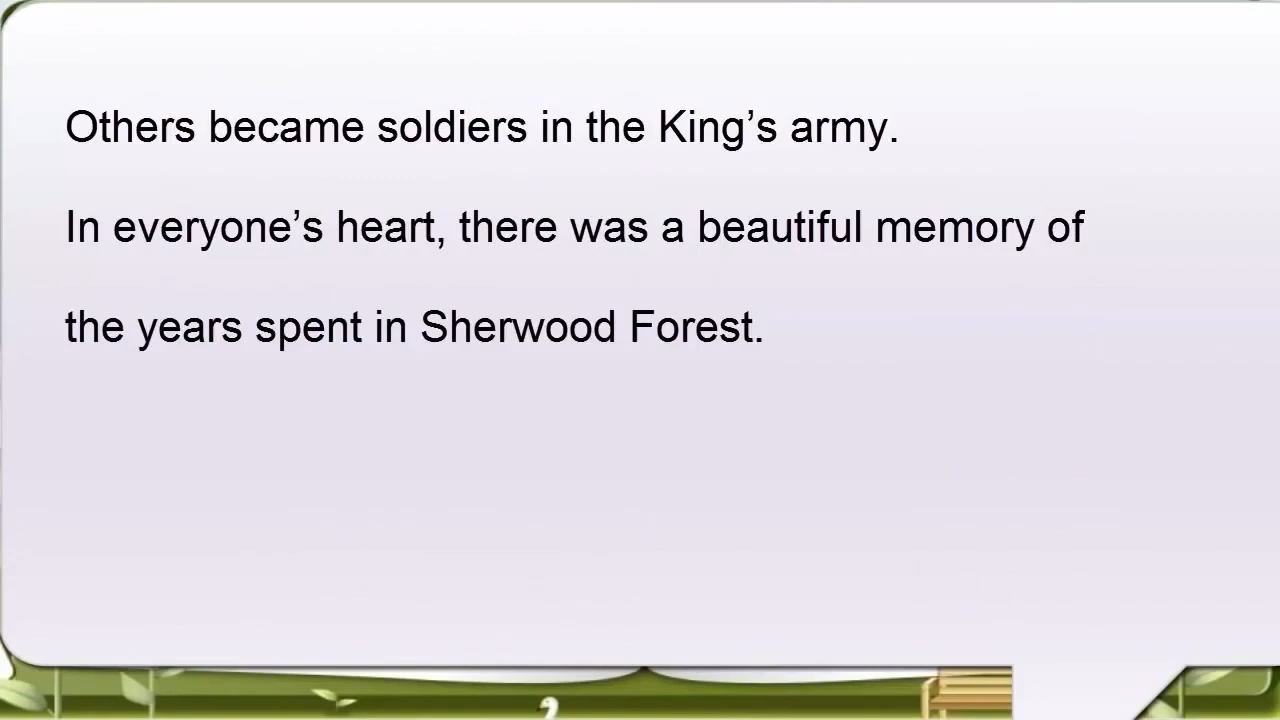 Others became soldiers in the King’s army.
In everyone’s heart, there was a beautiful memory of
the years spent in Sherwood Forest.